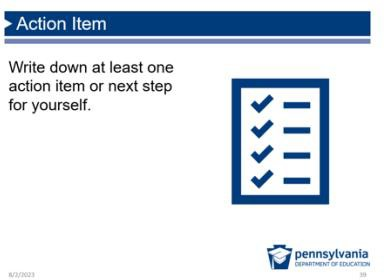 Action Item
Write down at least one
action item or next step
for yourself.
pennsylvania
DEPARTMENT OF EDUCATION
8/2/2023
39